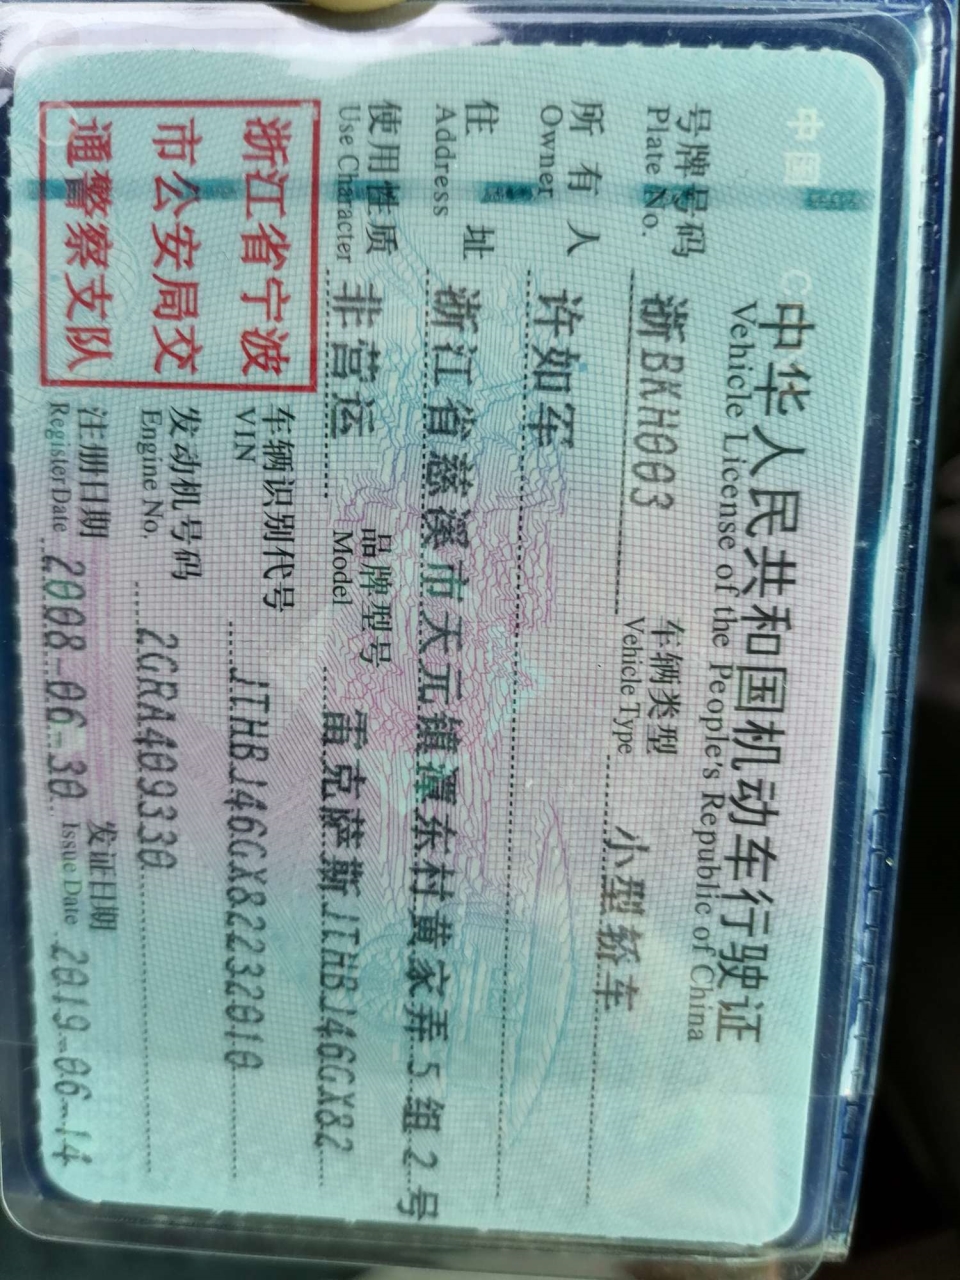 中华人民共和国机动车行驶证
Vehicle License of the People's Republic of China
号牌号码 浙BKH003 车辆类型 小型轿车
Plate No. Vehicle Type
所有人 许如军
Owner
住址 浙江省慈溪市天元镇潭东村黄家弄5组2号
Address
使用性质 非营运 品牌型号 雷克萨斯JTHBJ46GX82
Use Character Model
浙江省宁波
市公安局交
通警察支队
车辆识别代号 JTHBJ46GX82232010
VIN
发动机号码 2GRA409330
Engine No.
注册日期 2008-06-30 发证日期 2019-06-14
Register Date Issue Date